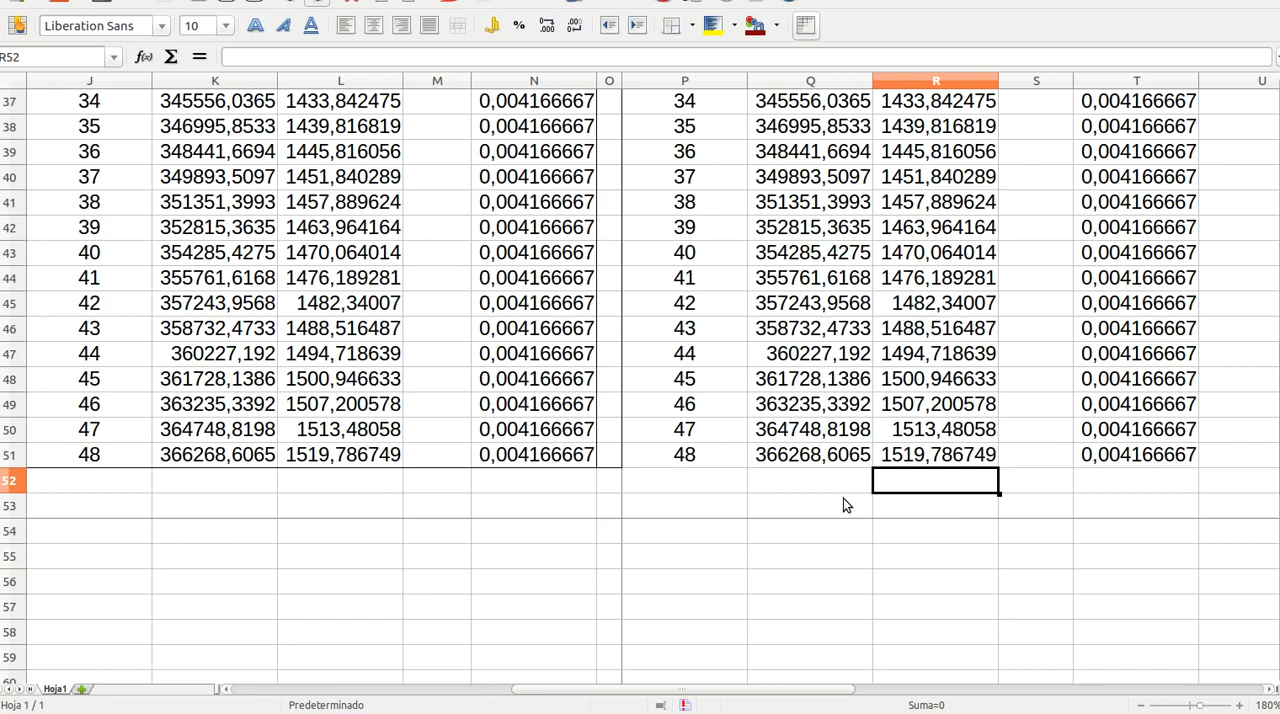 Liberation Sans 10
R52
J K L M N O P Q R S T U
37 34 345556,0365 1433,842475 0,004166667 34 345556,0365 1433,842475 0,004166667
38 35 346995,8533 1439,816819 0,004166667 35 346995,8533 1439,816819 0,004166667
39 36 348441,6694 1445,816056 0,004166667 36 348441,6694 1445,816056 0,004166667
40 37 349893,5097 1451,840289 0,004166667 37 349893,5097 1451,840289 0,004166667
41 38 351351,3993 1457,889624 0,004166667 38 351351,3993 1457,889624 0,004166667
42 39 352815,3635 1463,964164 0,004166667 39 352815,3635 1463,964164 0,004166667
43 40 354285,4275 1470,064014 0,004166667 40 354285,4275 1470,064014 0,004166667
44 41 355761,6168 1476,189281 0,004166667 41 355761,6168 1476,189281 0,004166667
45 42 357243,9568 1482,34007 0,004166667 42 357243,9568 1482,34007 0,004166667
46 43 358732,4733 1488,516487 0,004166667 43 358732,4733 1488,516487 0,004166667
47 44 360227,192 1494,718639 0,004166667 44 360227,192 1494,718639 0,004166667
48 45 361728,1386 1500,946633 0,004166667 45 361728,1386 1500,946633 0,004166667
49 46 363235,3392 1507,200578 0,004166667 46 363235,3392 1507,200578 0,004166667
50 47 364748,8198 1513,48058 0,004166667 47 364748,8198 1513,48058 0,004166667
51 48 366268,6065 1519,786749 0,004166667 48 366268,6065 1519,786749 0,004166667
52
53
54
55
56
57
58
59
60
Hoja1
Hoja 1 / 1 Predeterminado Suma=0 180%